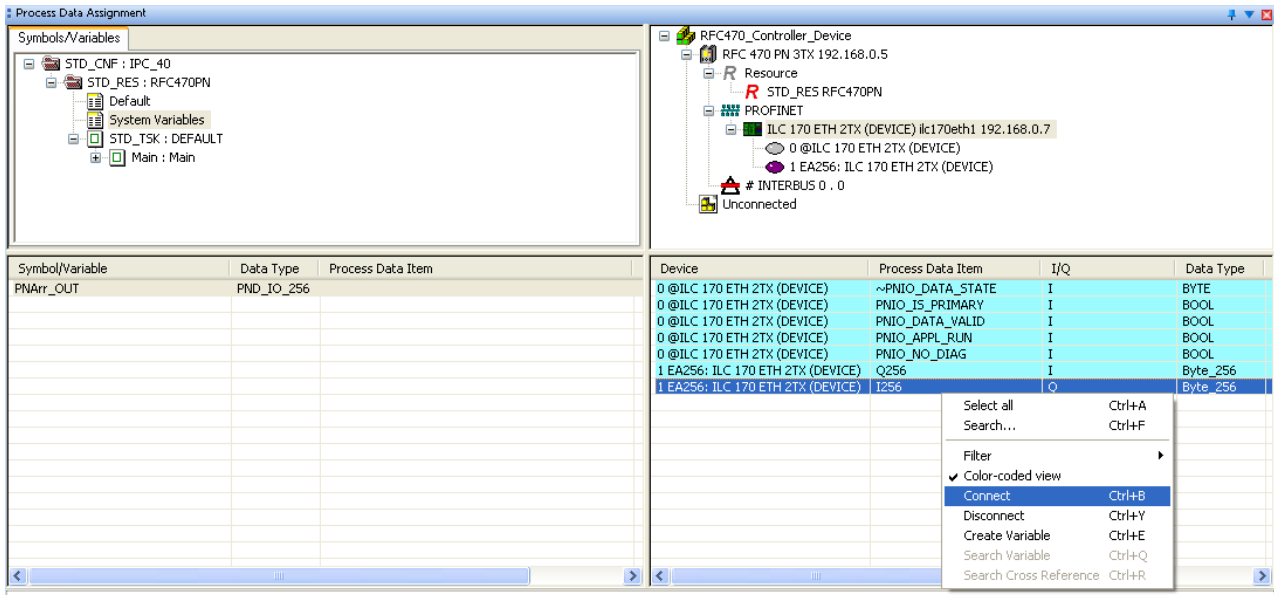 Process Data Assignment
Symbols/Variables
STD_CNF : IPC_40
STD_RES : RFC470PN
Default
System Variables
STD_TSK : DEFAULT
Main : Main
RFC470_Controller_Device
RFC 470 PN 3TX 192.168.0.5
R Resource
R STD_RES RFC470PN
PROFINET
ILC 170 ETH 2TX (DEVICE) ilc170eth1 192.168.0.7
0 @ILC 170 ETH 2TX (DEVICE)
1 EA256: ILC 170 ETH 2TX (DEVICE)
# INTERBUS 0 . 0
Unconnected
Symbol/Variable Data Type Process Data Item
PNArr_OUT PND_IO_256
Device Process Data Item I/Q Data Type
0 @ILC 170 ETH 2TX (DEVICE) ~PNIO_DATA_STATE I BYTE
0 @ILC 170 ETH 2TX (DEVICE) PNIO_IS_PRIMARY I BOOL
0 @ILC 170 ETH 2TX (DEVICE) PNIO_DATA_VALID I BOOL
0 @ILC 170 ETH 2TX (DEVICE) PNIO_APPL_RUN I BOOL
0 @ILC 170 ETH 2TX (DEVICE) PNIO_NO_DIAG I BOOL
1 EA256: ILC 170 ETH 2TX (DEVICE) Q256 I Byte_256
1 EA256: ILC 170 ETH 2TX (DEVICE) I256 Q Byte_256
Select all Ctrl+A
Search... Ctrl+F
Filter
Color-coded view
Connect Ctrl+B
Disconnect Ctrl+Y
Create Variable Ctrl+E
Search Variable Ctrl+Q
Search Cross Reference Ctrl+R